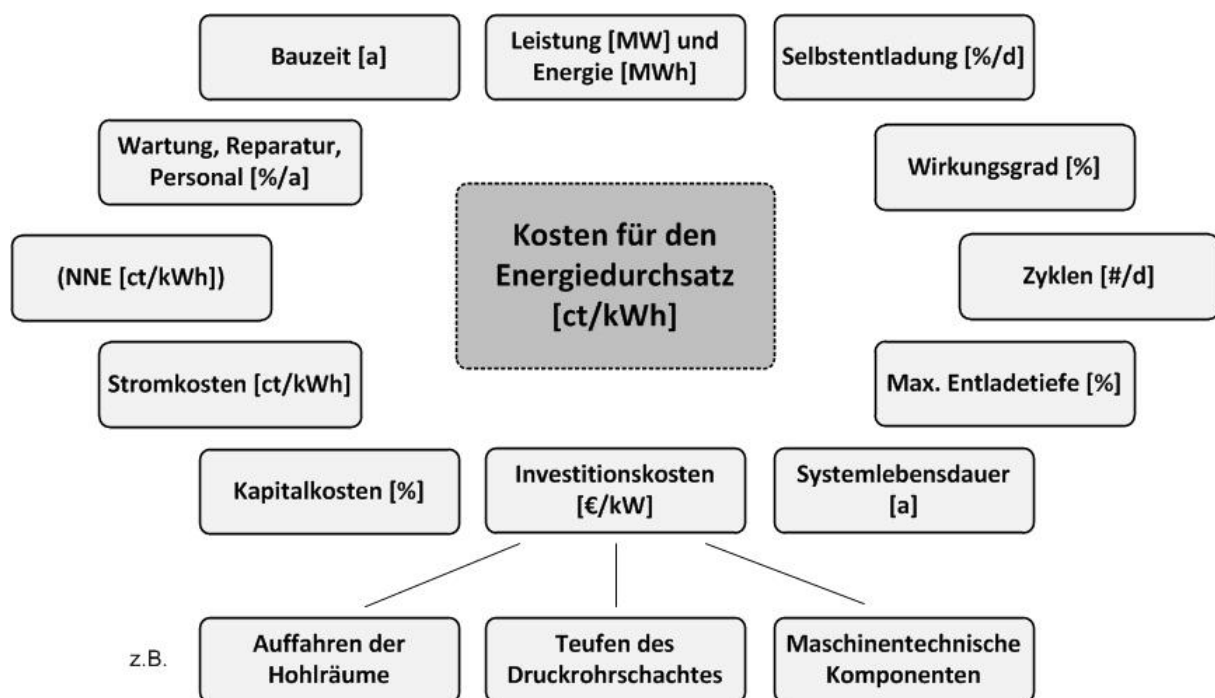 Bauzeit [a]
Leistung [MW] und
Energie [MWh]
Selbstentladung [%/d]
Wartung, Reparatur,
Personal [%/a]
Wirkungsgrad [%]
Kosten für den
Energiedurchsatz
[ct/kWh]
(NNE [ct/kWh])
Zyklen [#/d]
Stromkosten [ct/kWh]
Max. Entladetiefe [%]
Kapitalkosten [%]
Investitionskosten
[€/kW]
Systemlebensdauer
[a]
z.B.
Auffahren der
Hohlräume
Teufen des
Druckrohrschachtes
Maschinentechnische
Komponenten